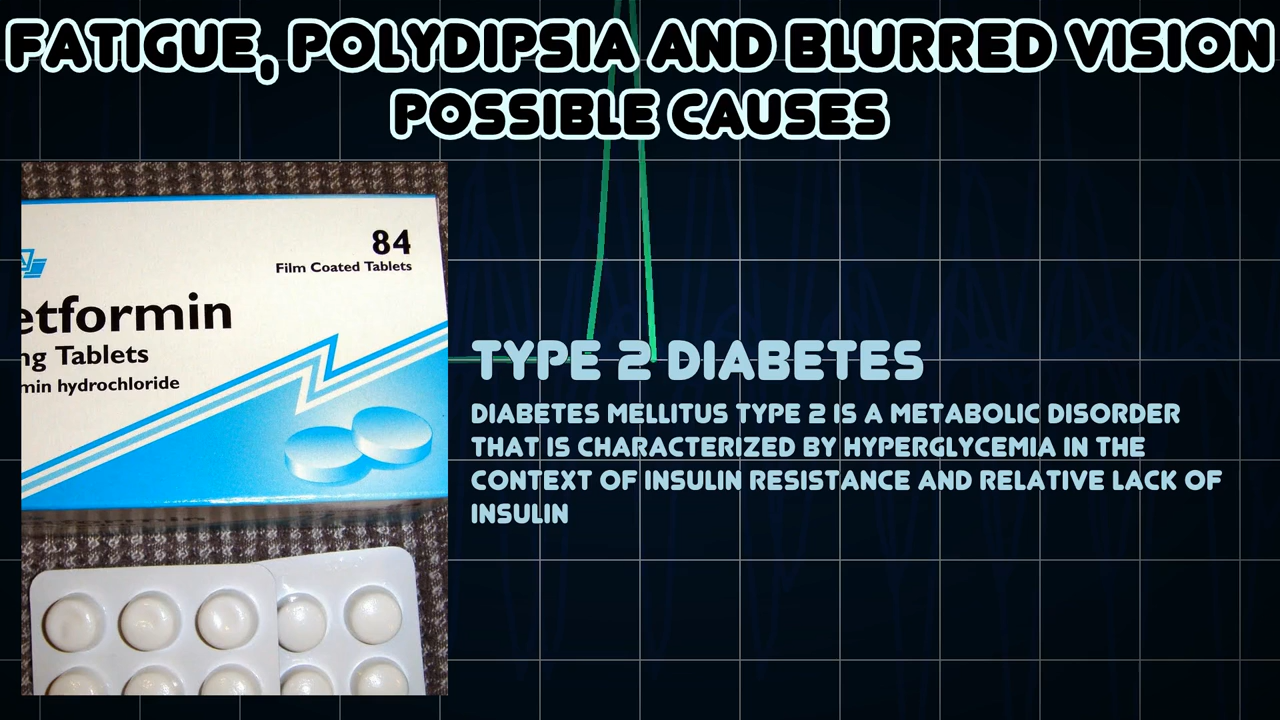 FATIGUE, POLYDIPSIA AND BLURRED VISION
POSSIBLE CAUSES
84
Film Coated Tablets
etformin
ng Tablets
min hydrochloride
TYPE 2 DIABETES
DIABETES MELLITUS TYPE 2 IS A METABOLIC DISORDER
THAT IS CHARACTERIZED BY HYPERGLYCEMIA IN THE
CONTEXT OF INSULIN RESISTANCE AND RELATIVE LACK OF
INSULIN